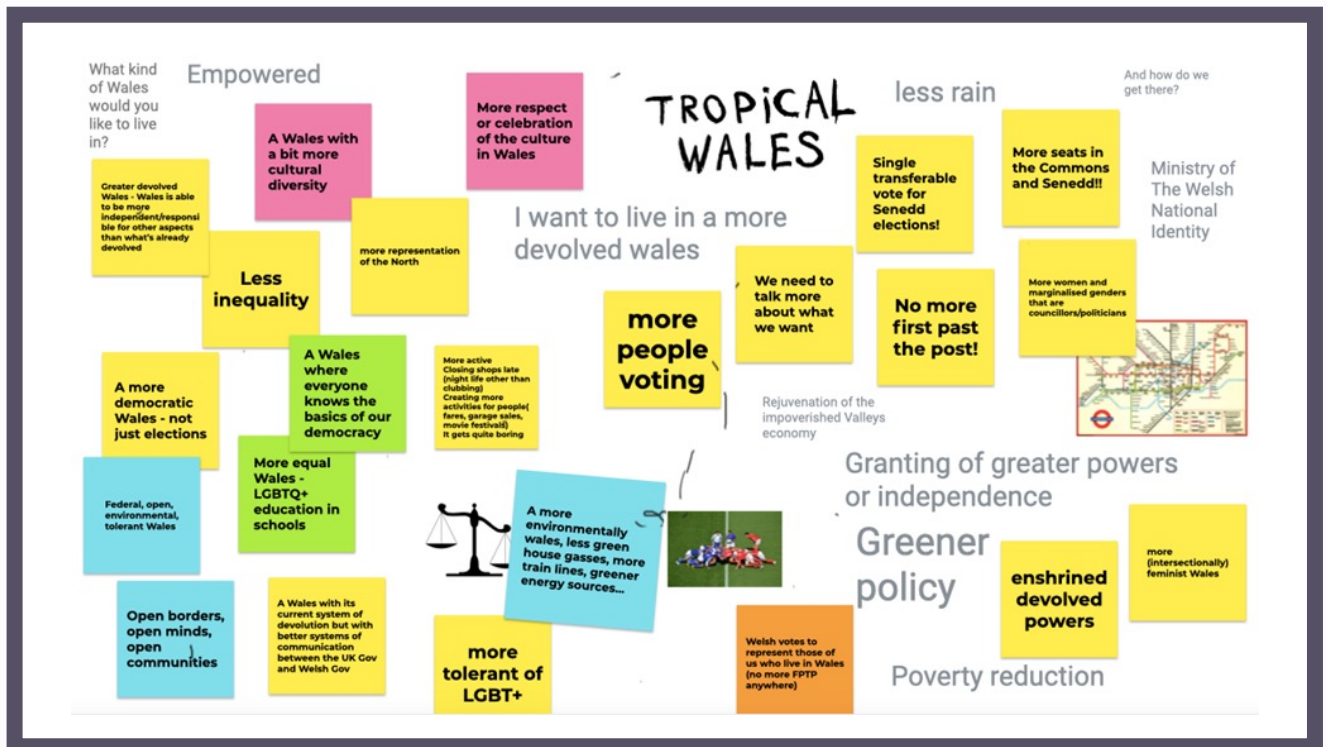 What kind
of Wales
would you
like to live
in?
Empowered
A Wales with
a bit more
cultural
diversity
More respect
or celebration
of the culture
in Wales
TROPICAL
WALES
less rain
And how do we
get there?
Greater devolved
Wales - Wales is able
to be more
independent/responsi
ble for other aspects
than what's already
devolved
Less
inequality
more representation
of the North
I want to live in a more
devolved wales
Single
transferable
vote for
Senedd
elections!
More seats in
the Commons
and Senedd!!
Ministry of
The Welsh
National
Identity
more
people
voting
We need to
talk more
about what
we want
No more
first past
the post!
More women and
marginalised genders
that are
councillors/politicians
A more
democratic
Wales - not
just elections
A Wales
where
everyone
knows the
basics of our
democracy
More active
Closing shops late
(night life other than
clubbing)
Creating more
activities for people(
fares, garage sales,
movie festivals)
It gets quite boring
Rejuvenation of the
impoverished Valleys
economy
Federal, open,
environmental,
tolerant Wales
More equal
Wales -
LGBTQ+
education in
schools
A more
environmentally
wales, less green
house gasses, more
train lines, greener
energy sources...
Granting of greater powers
or independence
Greener
policy
enshrined
devolved
powers
more
(intersectionally)
feminist Wales
Open borders,
open minds,
open
communities
A Wales with its
current system of
devolution but with
better systems of
communication
between the UK Gov
and Welsh Gov
more
tolerant of
LGBT+
Welsh votes to
represent those of
us who live in Wales
(no more FPTP
anywhere)
Poverty reduction